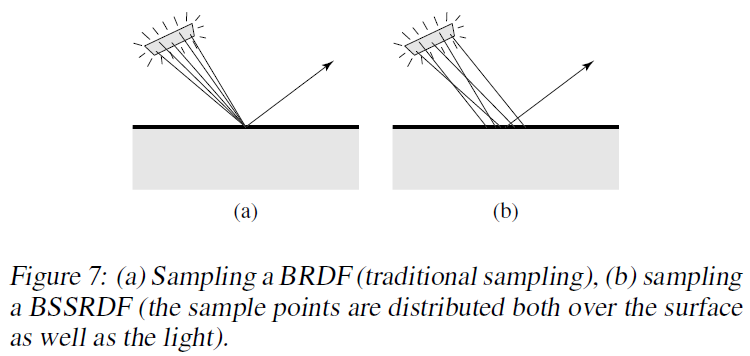 (a) (b)
Figure 7: (a) Sampling a BRDF (traditional sampling), (b) sampling
a BSSRDF (the sample points are distributed both over the surface
as well as the light).